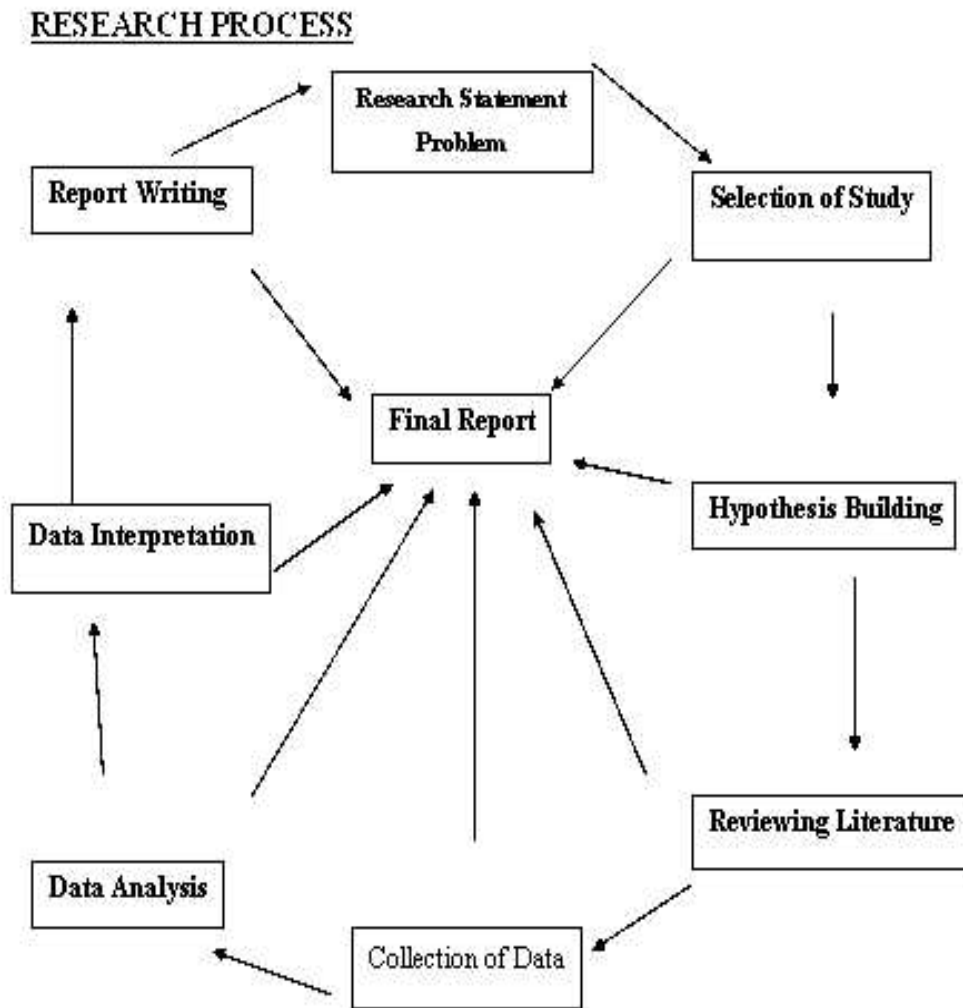 RESEARCH PROCESS
Research Statement
Problem
Report Writing
Selection of Study
Final Report
Data Interpretation
Hypothesis Building
Reviewing Literature
Data Analysis
Collection of Data